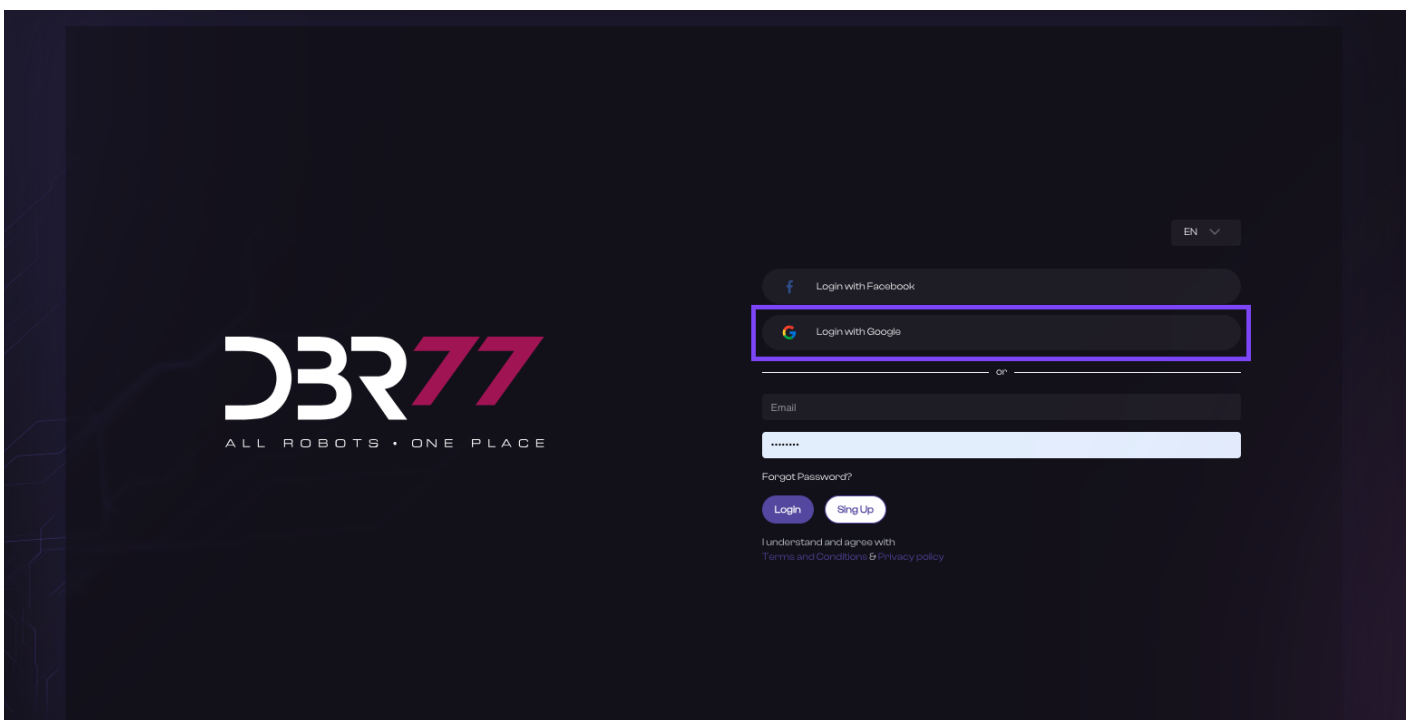 EN
Login with Facebook
Login with Google
or
DBR77
ALL ROBOTS • ONE PLACE
Email
••••••••
Forgot Password?
Login
Sing Up
I understand and agree with
Terms and Conditions & Privacy policy